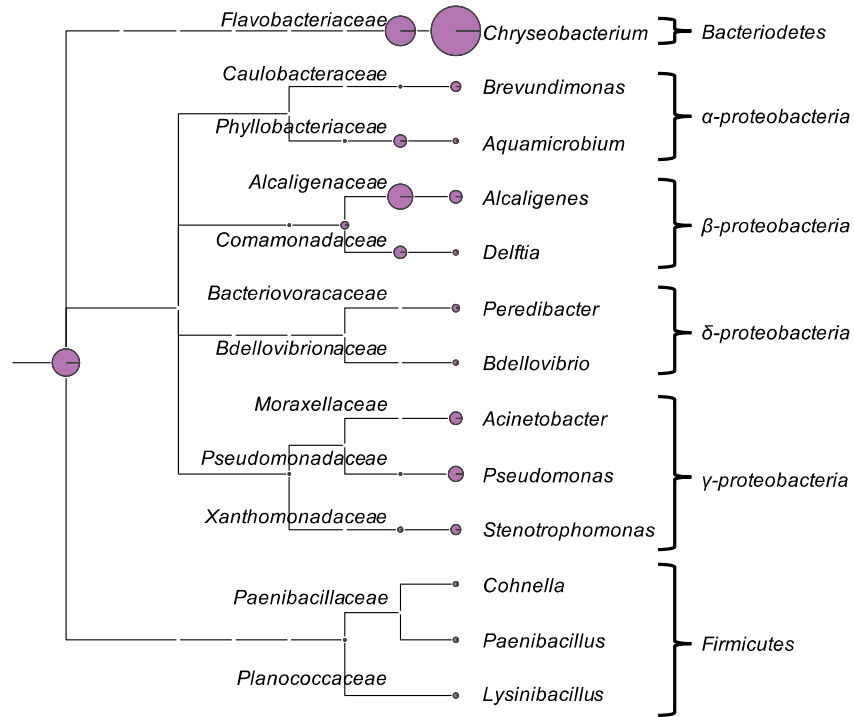 Flavobacteriaceae
Chryseobacterium
Bacteriodetes
Caulobacteraceae
Brevundimonas
α-proteobacteria
Phyllobacteriaceae
Aquamicrobium
Alcaligenaceae
Alcaligenes
β-proteobacteria
Comamonadaceae
Delftia
Bacteriovoracaceae
Peredibacter
δ-proteobacteria
Bdellovibrionaceae
Bdellovibrio
Moraxellaceae
Acinetobacter
Pseudomonadaceae
Pseudomonas
γ-proteobacteria
Xanthomonadaceae
Stenotrophomonas
Cohnella
Paenibacillaceae
Paenibacillus
Firmicutes
Planococcaceae
Lysinibacillus